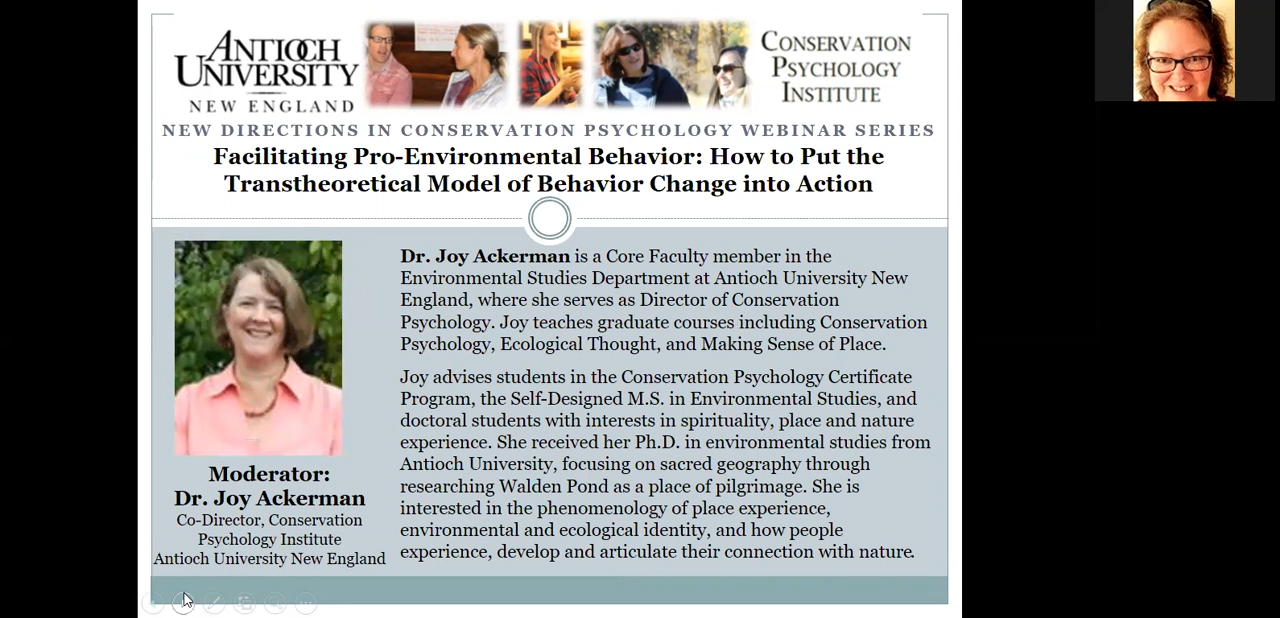 ANTIOCH
UNIVERSITY
NEW ENGLAND
CONSERVATION
PSYCHOLOGY
INSTITUTE
NEW DIRECTIONS IN CONSERVATION PSYCHOLOGY WEBINAR SERIES
Facilitating Pro-Environmental Behavior: How to Put the
Transtheoretical Model of Behavior Change into Action
Moderator:
Dr. Joy Ackerman
Co-Director, Conservation
Psychology Institute
Antioch University New England
Dr. Joy Ackerman is a Core Faculty member in the
Environmental Studies Department at Antioch University New
England, where she serves as Director of Conservation
Psychology. Joy teaches graduate courses including Conservation
Psychology, Ecological Thought, and Making Sense of Place.
Joy advises students in the Conservation Psychology Certificate
Program, the Self-Designed M.S. in Environmental Studies, and
doctoral students with interests in spirituality, place and nature
experience. She received her Ph.D. in environmental studies from
Antioch University, focusing on sacred geography through
researching Walden Pond as a place of pilgrimage. She is
interested in the phenomenology of place experience,
environmental and ecological identity, and how people
experience, develop and articulate their connection with nature.